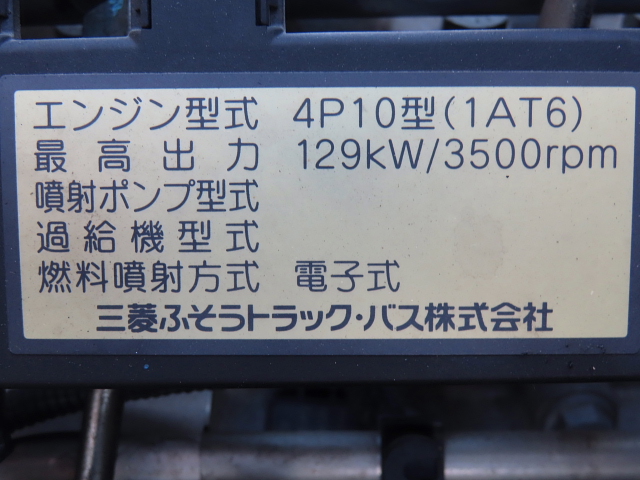 エンジン型式 4P10型(1AT6)
最高出力 129kW/3500rpm
噴射ポンプ型式
過給機型式
燃料噴射方式 電子式
三菱ふそうトラック・バス株式会社